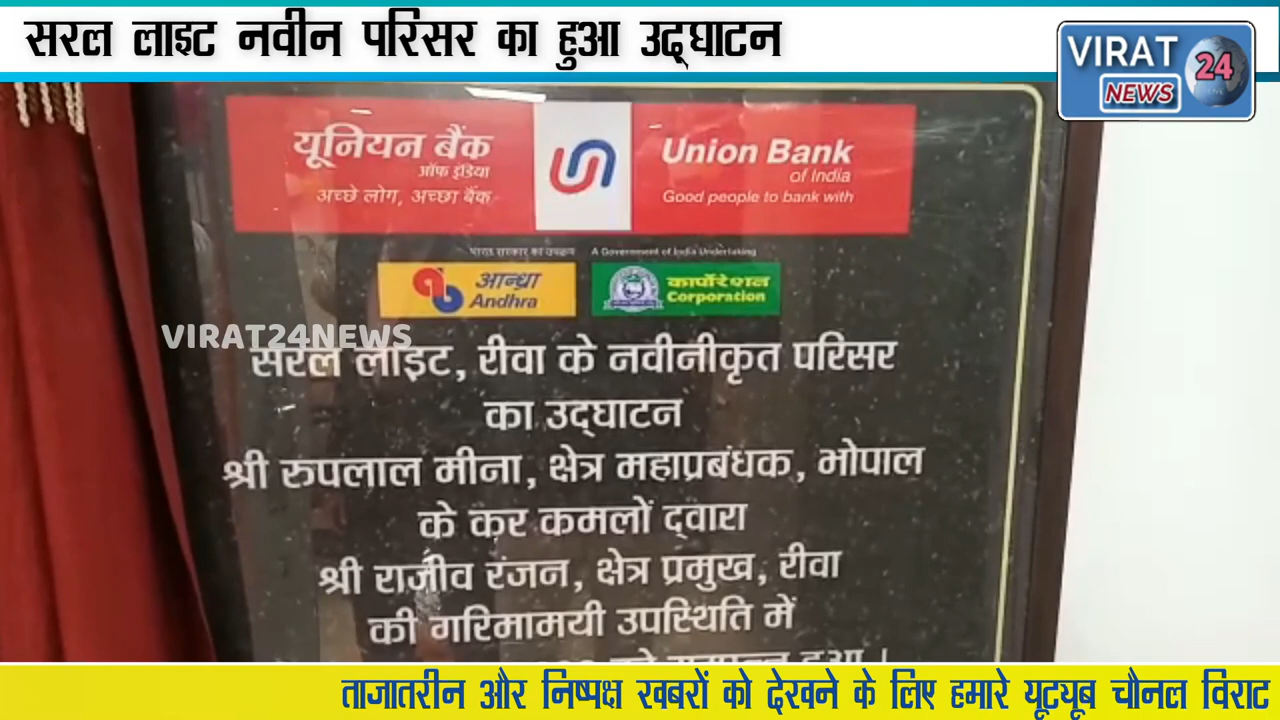 सरल लाइट नवीन परिसर का हुआ उद्घाटन
VIRAT
24
NEWS
यूनियन बैंक
ऑफ इंडिया
अच्छे लोग, अच्छा बैंक
Union Bank
of India
Good people to bank with
भारत सरकार का उपक्रम A Government of India Undertaking
आन्ध्रा
Andhra
कार्पोरेशन
Corporation
VIRAT24NEWS
सरल लाइट, रीवा के नवीनीकृत परिसर
का उद्घाटन
श्री रुपलाल मीना, क्षेत्र महाप्रबंधक, भोपाल
के कर कमलों द्वारा
श्री राजीव रंजन, क्षेत्र प्रमुख, रीवा
की गरिमामयी उपस्थिति में
हुआ।
ताजातरीन और निष्पक्ष खबरों को देखने के लिए हमारे यूट्यूब चौनल विराट